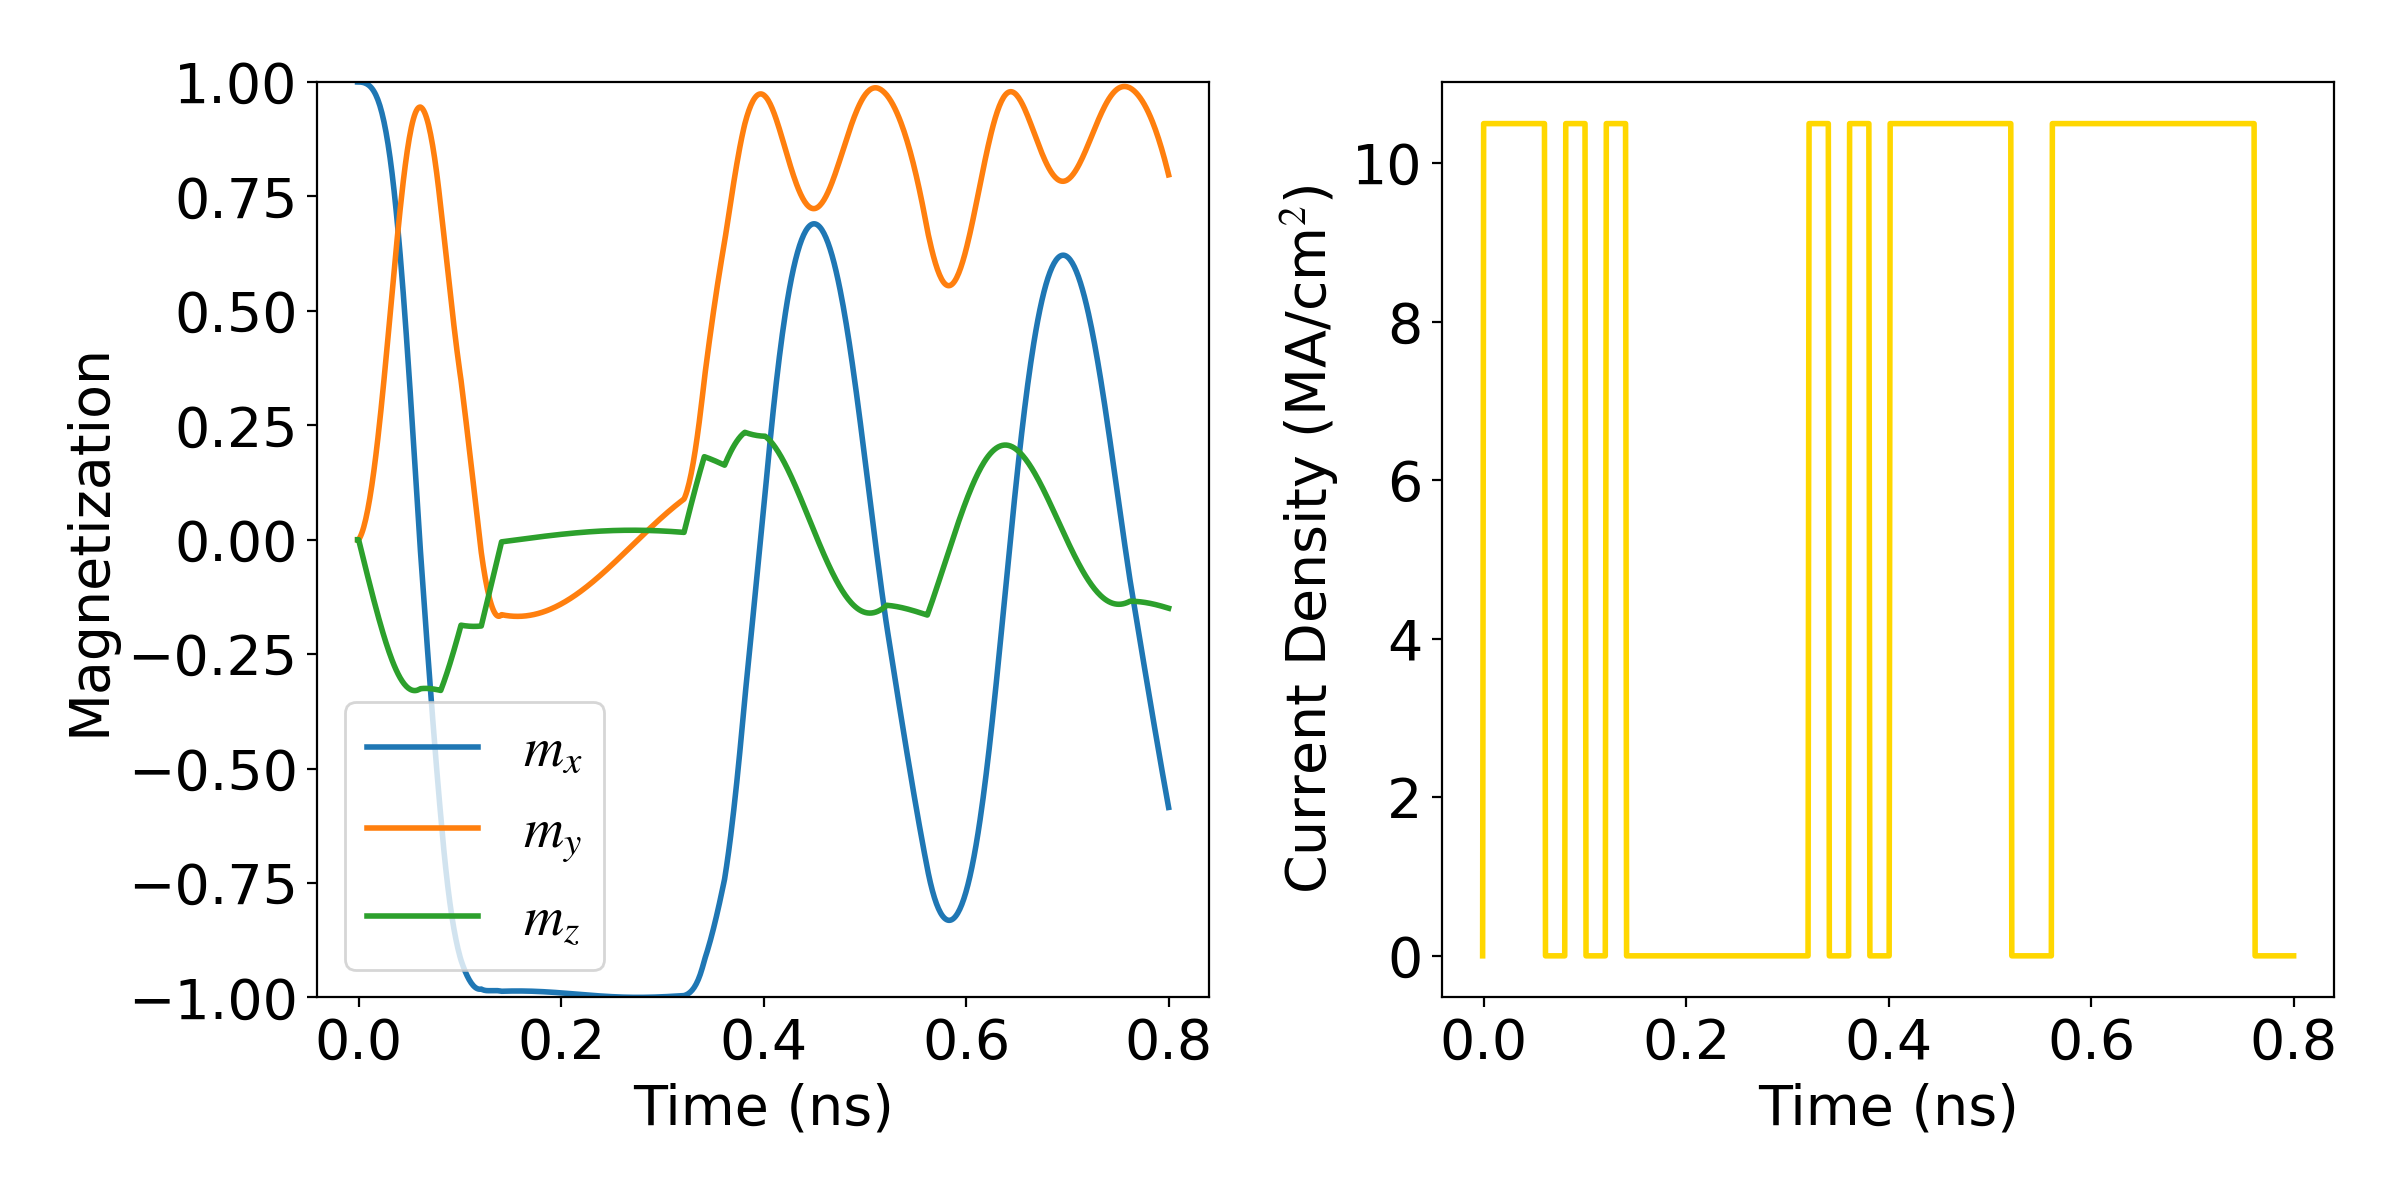 Magnetization
1.00
0.75
0.50
0.25
0.00
−0.25
−0.50
−0.75
−1.00
m_x
m_y
m_z
0.0 0.2 0.4 0.6 0.8
Time (ns)
Current Density (MA/cm²)
10
8
6
4
2
0
0.0 0.2 0.4 0.6 0.8
Time (ns)